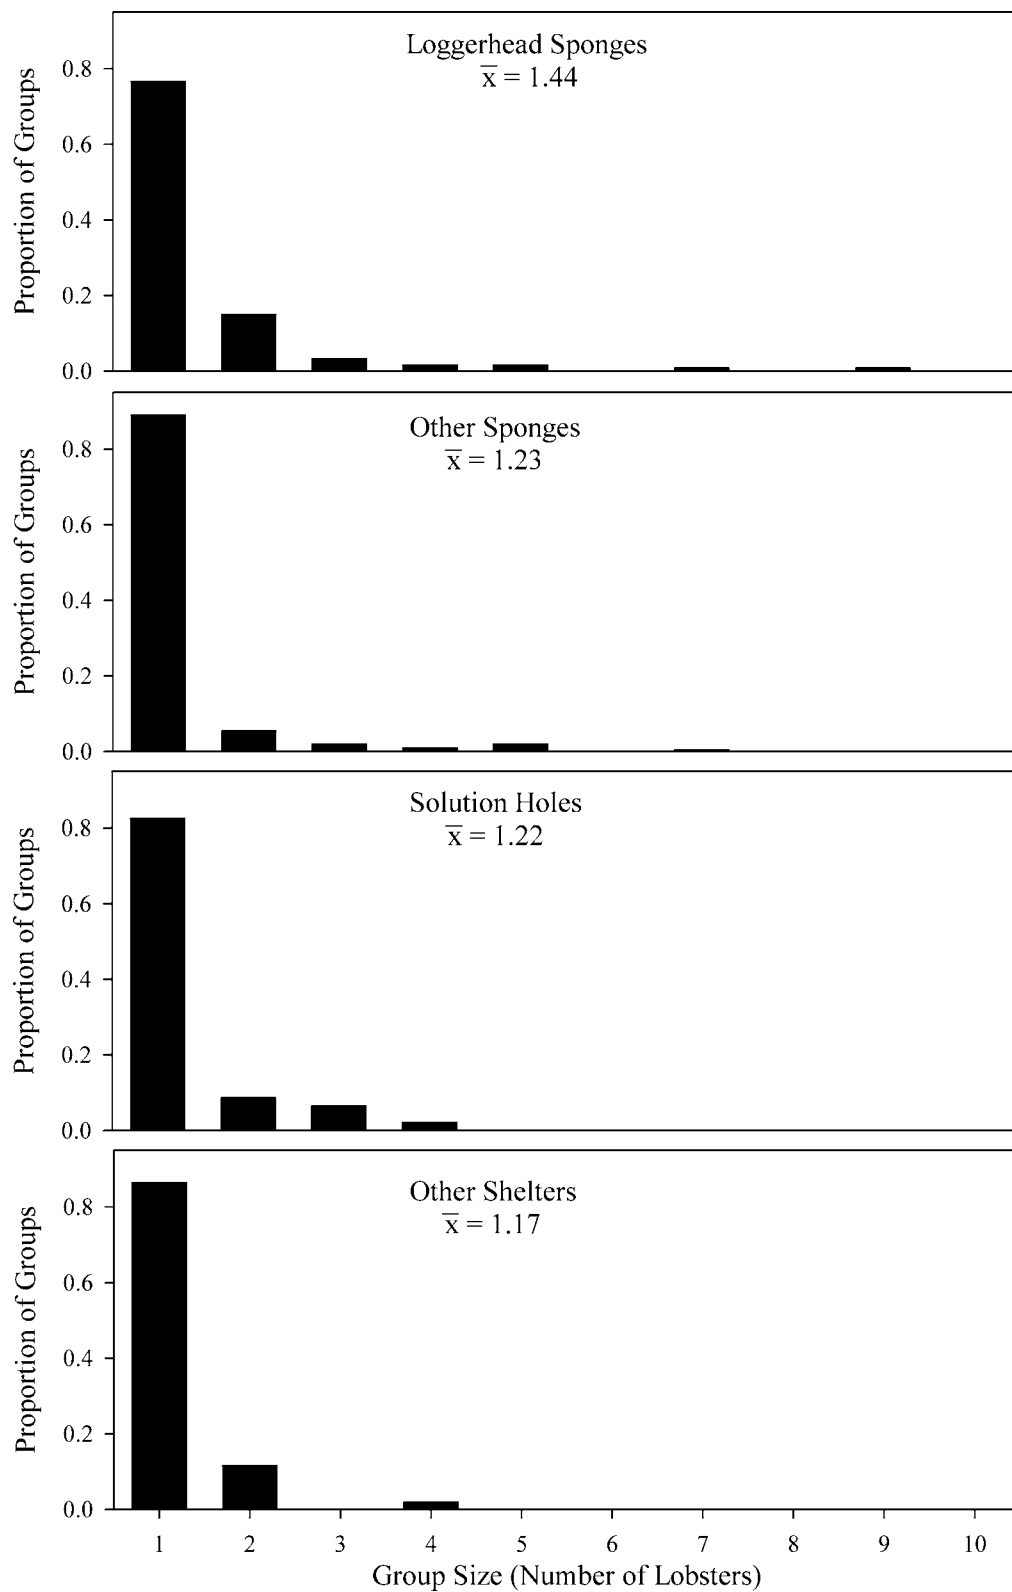 Loggerhead Sponges
x̄ = 1.44
Proportion of Groups
0.8
0.6
0.4
0.2
0.0
Other Sponges
x̄ = 1.23
Proportion of Groups
0.8
0.6
0.4
0.2
0.0
Solution Holes
x̄ = 1.22
Proportion of Groups
0.8
0.6
0.4
0.2
0.0
Other Shelters
x̄ = 1.17
Proportion of Groups
0.8
0.6
0.4
0.2
0.0
1 2 3 4 5 6 7 8 9 10
Group Size (Number of Lobsters)